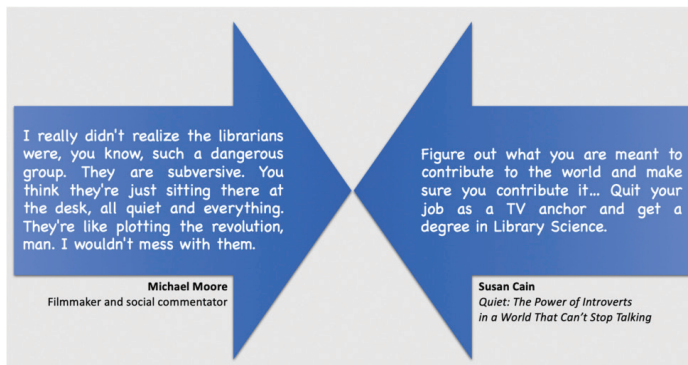 I really didn't realize the librarians
were, you know, such a dangerous
group. They are subversive. You
think they're just sitting there at
the desk, all quiet and everything.
They're like plotting the revolution,
man. I wouldn't mess with them.
Michael Moore
Filmmaker and social commentator
Figure out what you are meant to
contribute to the world and make
sure you contribute it... Quit your
job as a TV anchor and get a
degree in Library Science.
Susan Cain
Quiet: The Power of Introverts
in a World That Can't Stop Talking